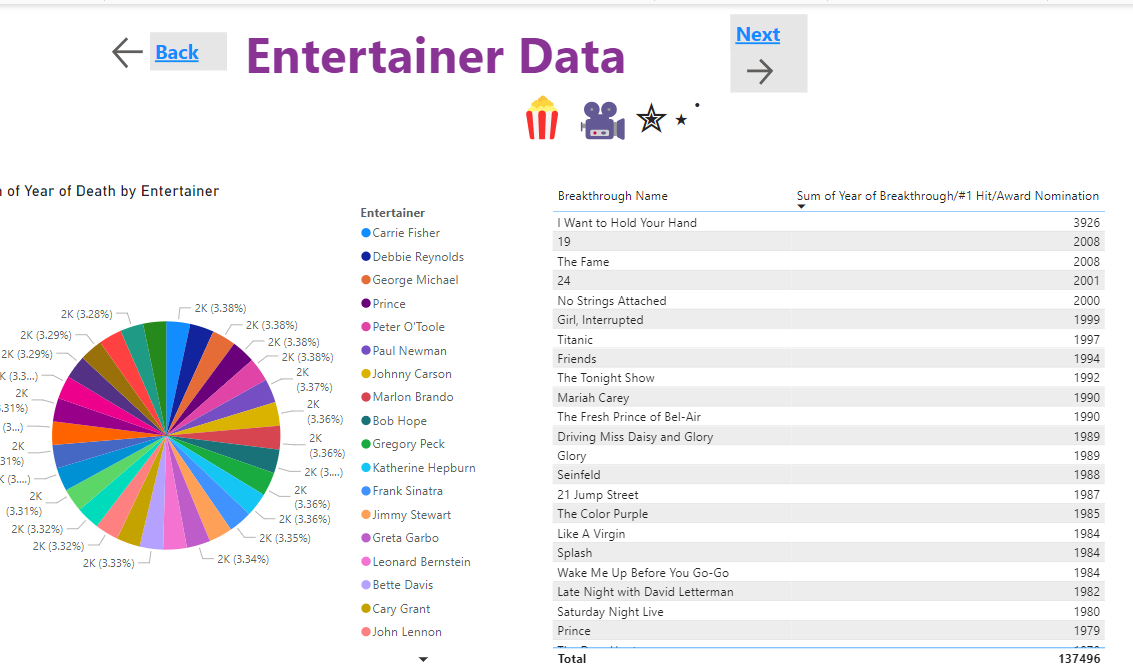 Back
Entertainer Data
Next
of Year of Death by Entertainer
2K (3.28%)
2K (3.29%)
2K (3.29%)
K (3.3...)
2K
.31%)
(3...)
2K
31%)
K (3....)
2K
(3.31%)
2K (3.32%)
2K (3.32%)
2K (3.33%)
2K (3.38%)
2K (3.38%)
2K (3.38%)
2K (3.38%)
2K
(3.37%)
2K
(3.36%)
2K
(3.36%)
2K (3....)
2K
(3.36%)
2K (3.36%)
2K (3.35%)
2K (3.34%)
Entertainer
Carrie Fisher
Debbie Reynolds
George Michael
Prince
Peter O'Toole
Paul Newman
Johnny Carson
Marlon Brando
Bob Hope
Gregory Peck
Katherine Hepburn
Frank Sinatra
Jimmy Stewart
Greta Garbo
Leonard Bernstein
Bette Davis
Cary Grant
John Lennon
Breakthrough Name Sum of Year of Breakthrough/#1 Hit/Award Nomination
I Want to Hold Your Hand 3926
19 2008
The Fame 2008
24 2001
No Strings Attached 2000
Girl, Interrupted 1999
Titanic 1997
Friends 1994
The Tonight Show 1992
Mariah Carey 1990
The Fresh Prince of Bel-Air 1990
Driving Miss Daisy and Glory 1989
Glory 1989
Seinfeld 1988
21 Jump Street 1987
The Color Purple 1985
Like A Virgin 1984
Splash 1984
Wake Me Up Before You Go-Go 1984
Late Night with David Letterman 1982
Saturday Night Live 1980
Prince 1979
Total 137496